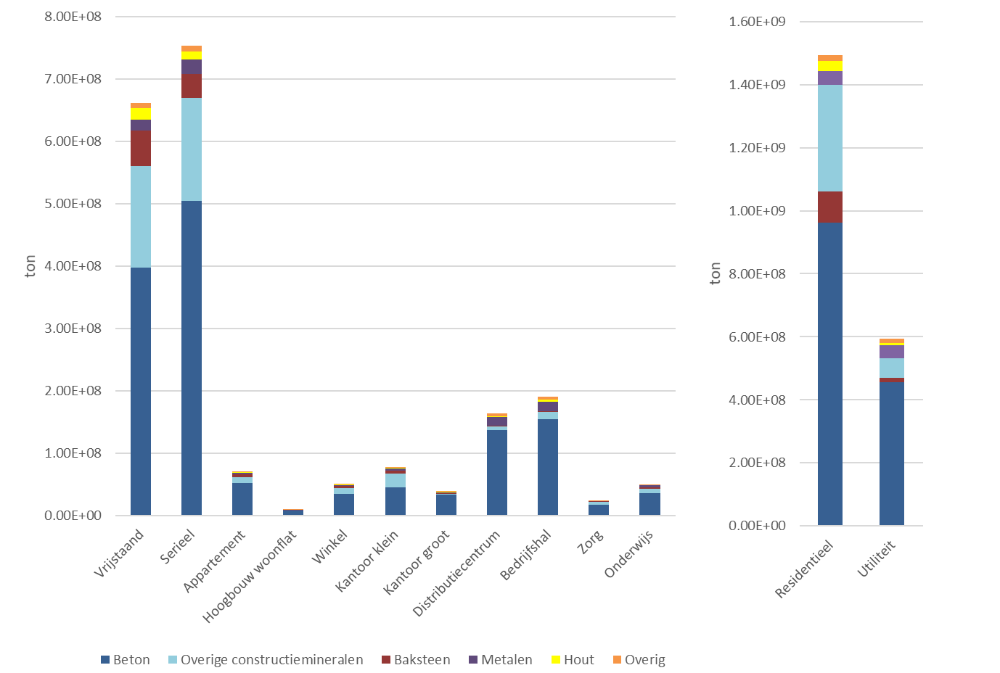 8.00E+08
7.00E+08
6.00E+08
5.00E+08
4.00E+08
3.00E+08
2.00E+08
1.00E+08
0.00E+00
ton
Vrijstaand
Serieel
Appartement
Hoogbouw woonflat
Winkel
Kantoor klein
Kantoor groot
Distributiecentrum
Bedrijfshal
Zorg
Onderwijs
1.60E+09
1.40E+09
1.20E+09
1.00E+09
8.00E+08
6.00E+08
4.00E+08
2.00E+08
0.00E+00
ton
Residentieel
Utiliteit
Beton Overige constructiemineralen Baksteen Metalen Hout Overig